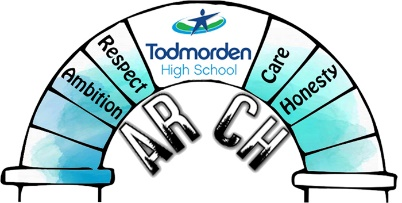 Todmorden
High School
Respect
Ambition
Care
Honesty
AR CH